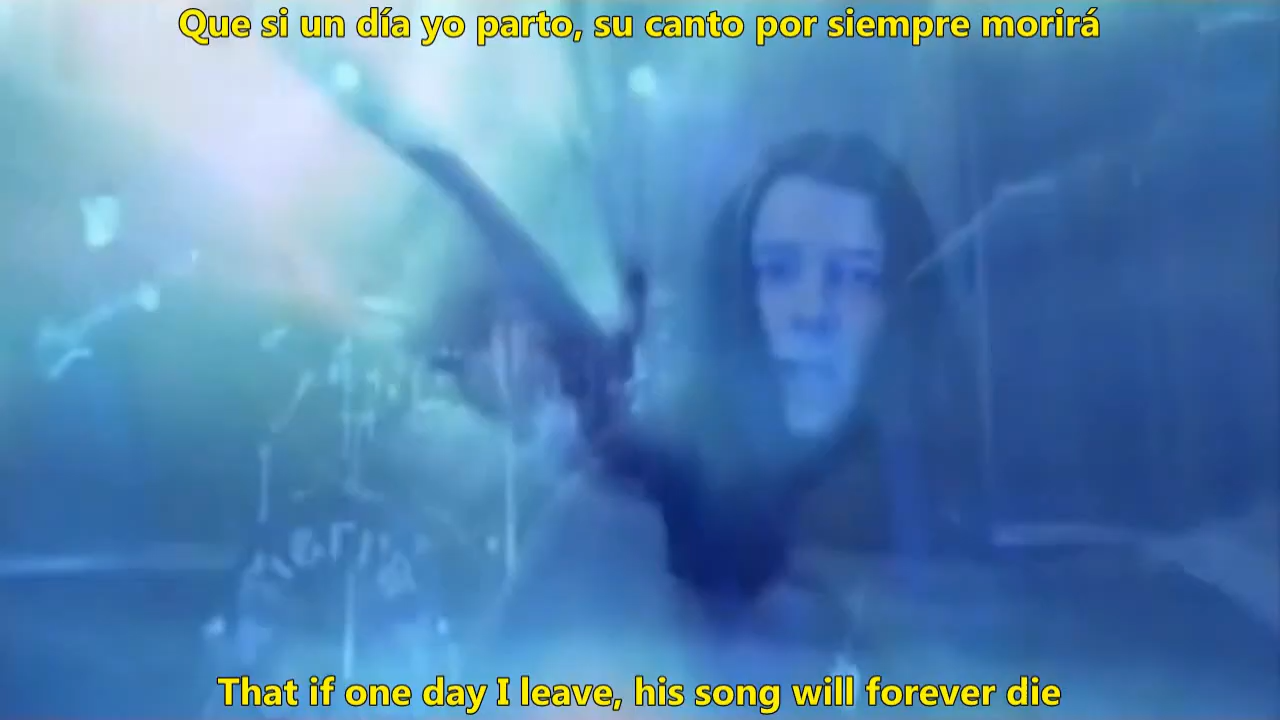 Que si un día yo parto, su canto por siempre morirá
That if one day I leave, his song will forever die